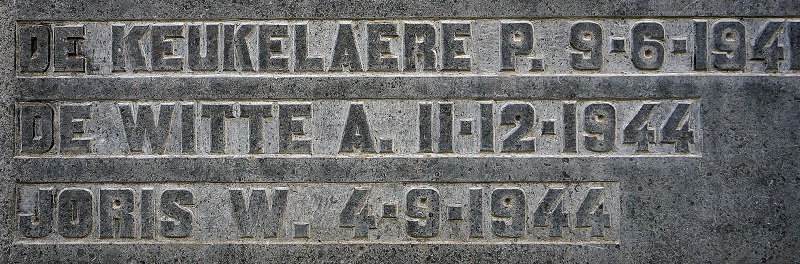 DE KEUKELAERE P. 9-6-194
DE WITTE A. 11-12-1944
JORIS W. 4-9-1944